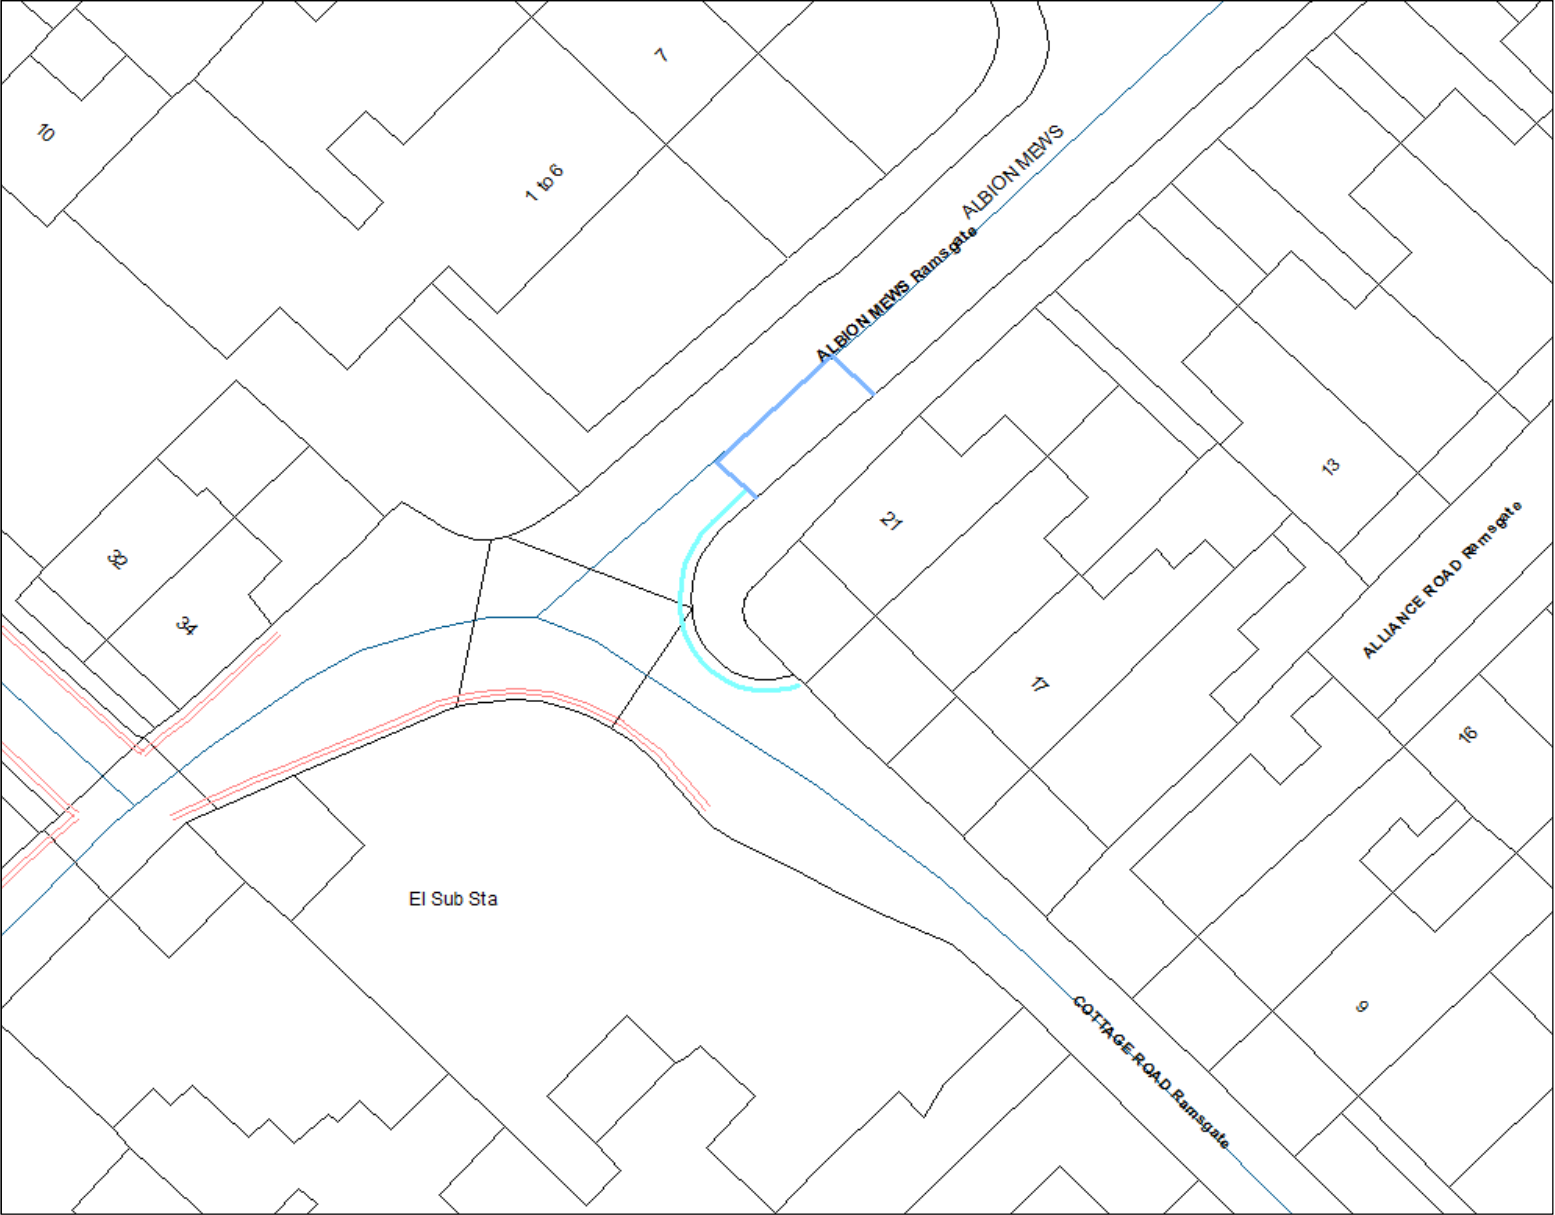 7
10
1 to 6
ALBION MEWS
ALBION MEWS Ramsgate
13
21
32
ALLIANCE ROAD Ramsgate
34
17
16
El Sub Sta
9
COTTAGE ROAD Ramsgate